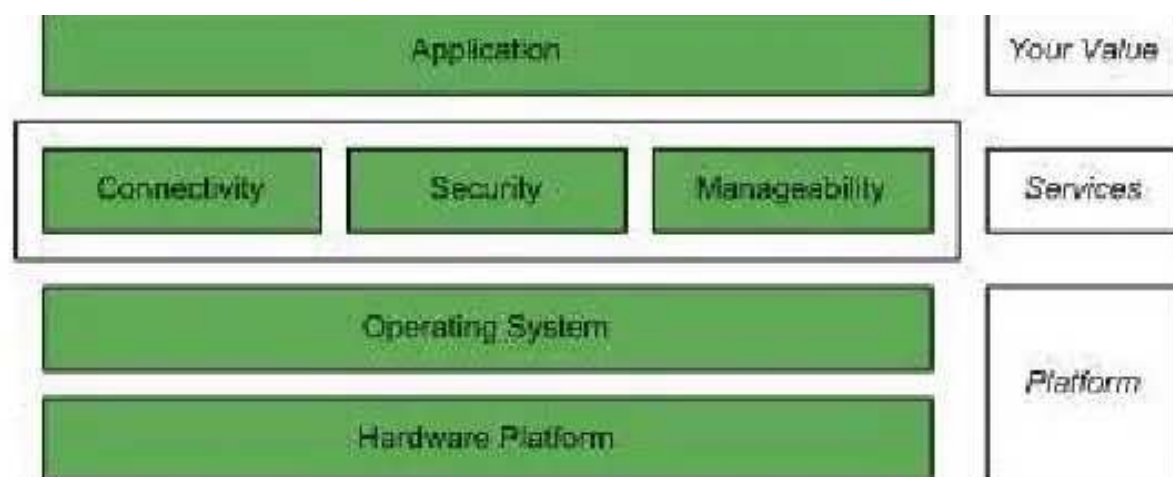 Application
Your Value
Connectivity
Security
Manageability
Services
Operating System
Platform
Hardware Platform